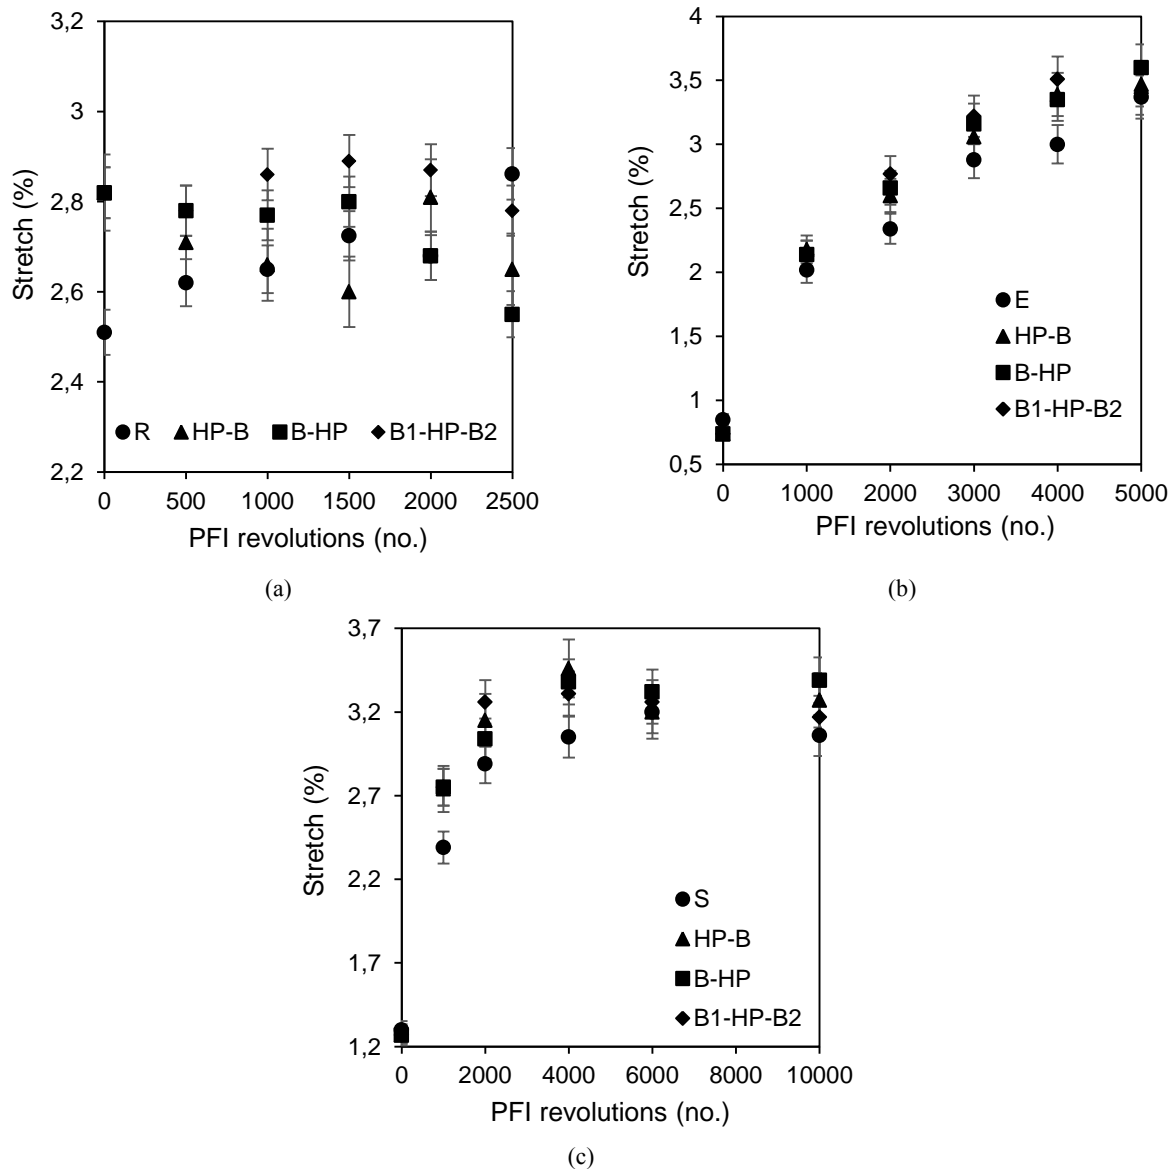 3,2
3
2,8
2,6
2,4
2,2
Stretch (%)
R HP-B B-HP B1-HP-B2
0 500 1000 1500 2000 2500
PFI revolutions (no.)
(a)
4
3,5
3
2,5
2
1,5
1
0,5
Stretch (%)
E
HP-B
B-HP
B1-HP-B2
0 1000 2000 3000 4000 5000
PFI revolutions (no.)
(b)
3,7
3,2
2,7
2,2
1,7
1,2
Stretch (%)
S
HP-B
B-HP
B1-HP-B2
0 2000 4000 6000 8000 10000
PFI revolutions (no.)
(c)